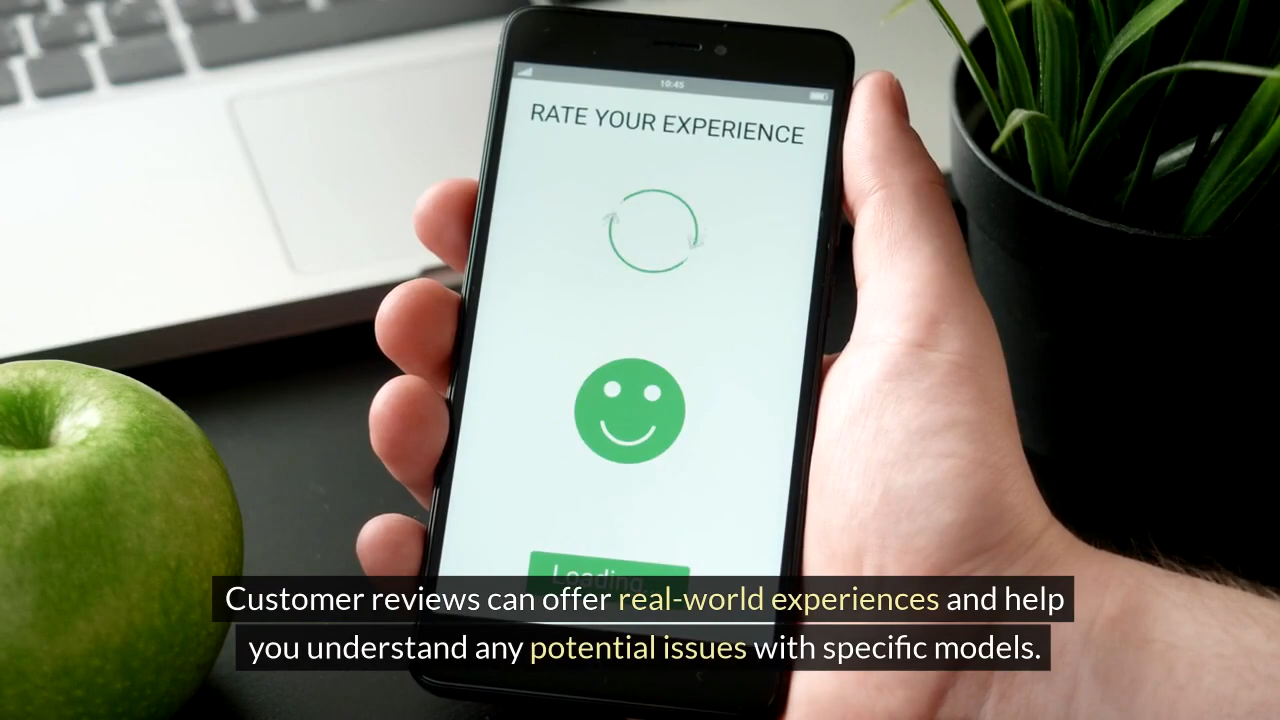 10:45
RATE YOUR EXPERIENCE
Loading
Customer reviews can offer real-world experiences and help
you understand any potential issues with specific models.